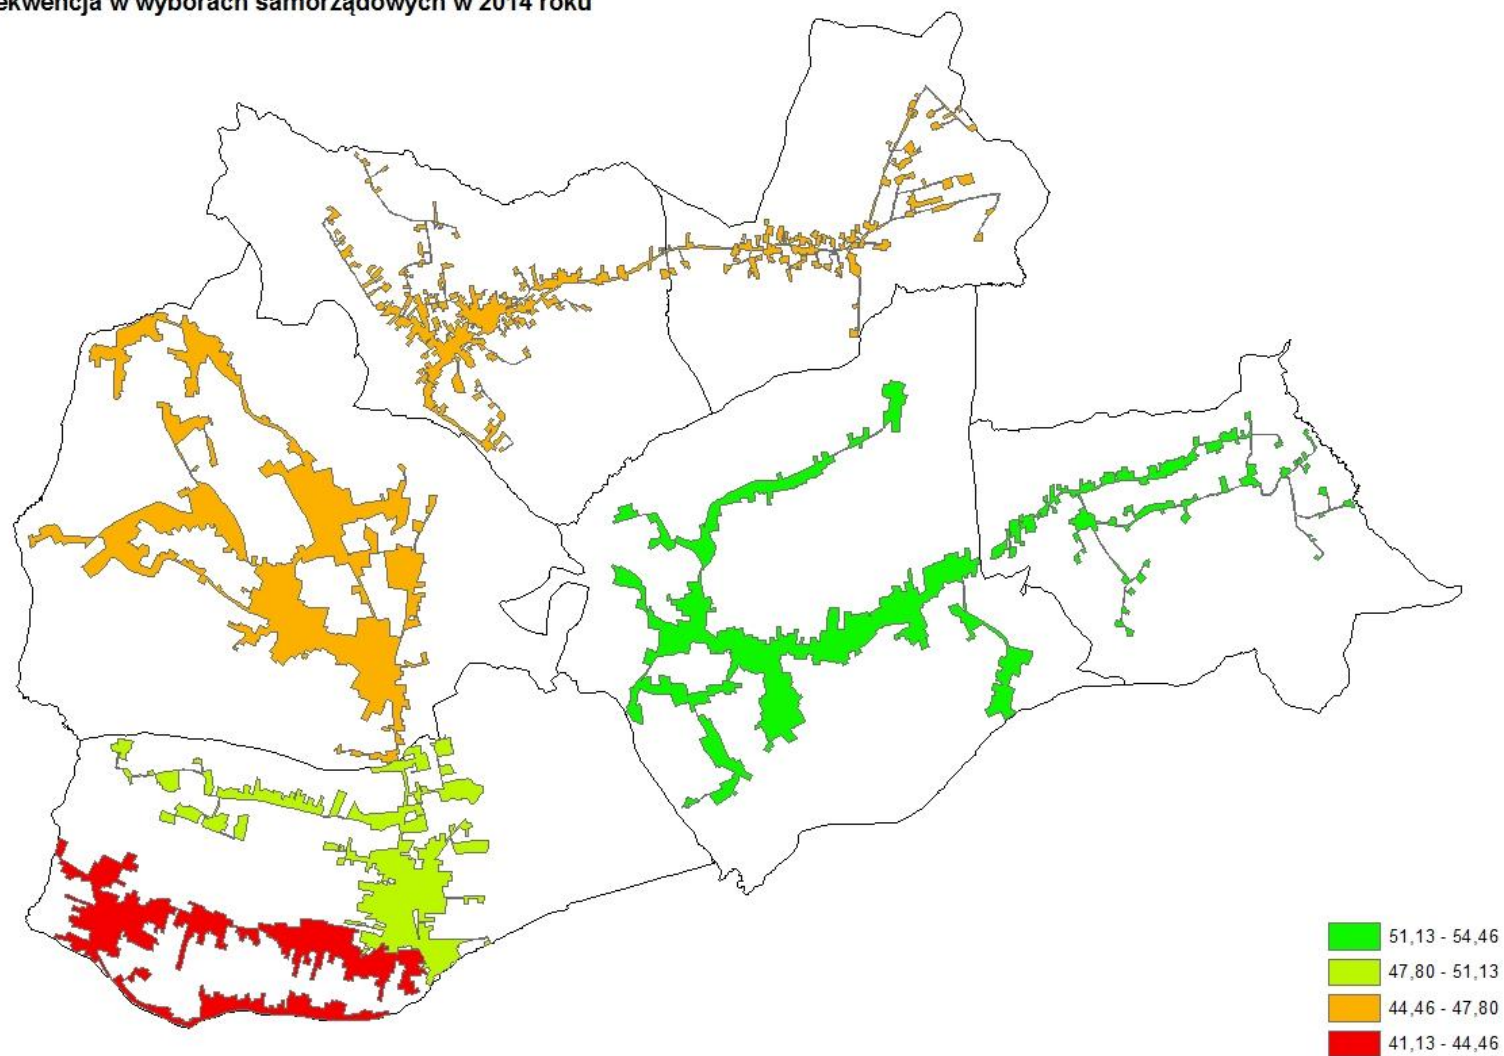 ekwencja w wyborach samorządowych w 2014 roku
51,13 - 54,46
47,80 - 51,13
44,46 - 47,80
41,13 - 44,46